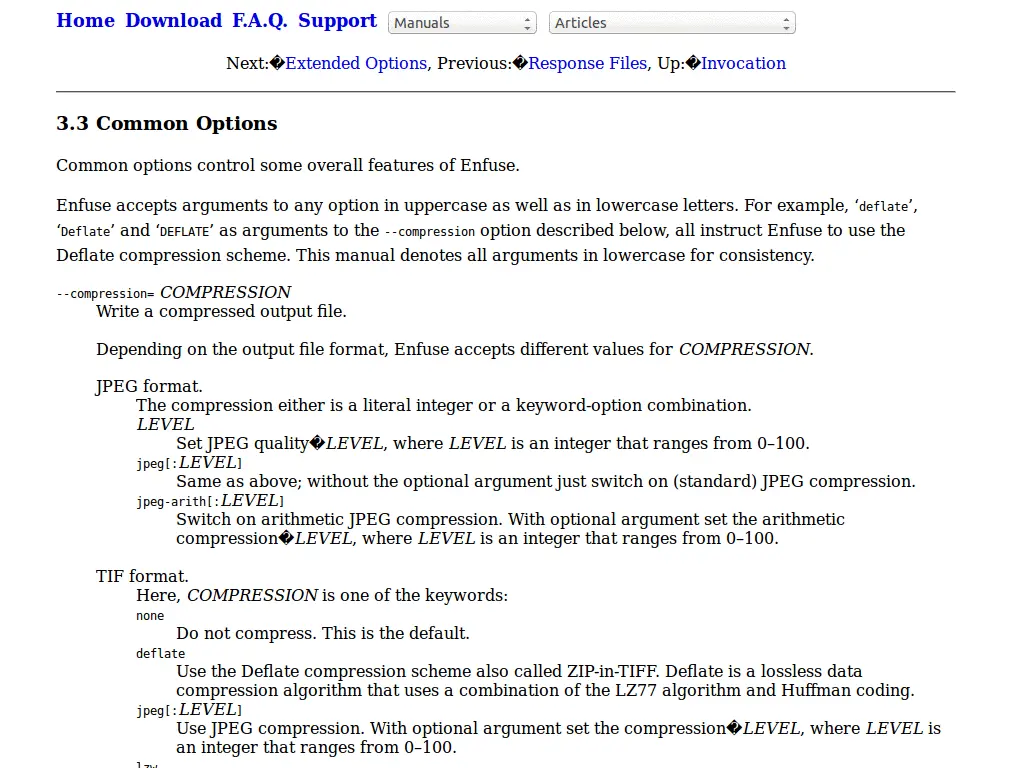 Home Download F.A.Q. Support Manuals Articles
Next:�Extended Options, Previous:�Response Files, Up:�Invocation
3.3 Common Options
Common options control some overall features of Enfuse.
Enfuse accepts arguments to any option in uppercase as well as in lowercase letters. For example, ‘deflate’,
‘Deflate’ and ‘DEFLATE’ as arguments to the --compression option described below, all instruct Enfuse to use the
Deflate compression scheme. This manual denotes all arguments in lowercase for consistency.
--compression= COMPRESSION
Write a compressed output file.
Depending on the output file format, Enfuse accepts different values for COMPRESSION.
JPEG format.
The compression either is a literal integer or a keyword-option combination.
LEVEL
Set JPEG quality�LEVEL, where LEVEL is an integer that ranges from 0–100.
jpeg[:LEVEL]
Same as above; without the optional argument just switch on (standard) JPEG compression.
jpeg-arith[:LEVEL]
Switch on arithmetic JPEG compression. With optional argument set the arithmetic
compression�LEVEL, where LEVEL is an integer that ranges from 0–100.
TIF format.
Here, COMPRESSION is one of the keywords:
none
Do not compress. This is the default.
deflate
Use the Deflate compression scheme also called ZIP-in-TIFF. Deflate is a lossless data
compression algorithm that uses a combination of the LZ77 algorithm and Huffman coding.
jpeg[:LEVEL]
Use JPEG compression. With optional argument set the compression�LEVEL, where LEVEL is
an integer that ranges from 0–100.
lzw